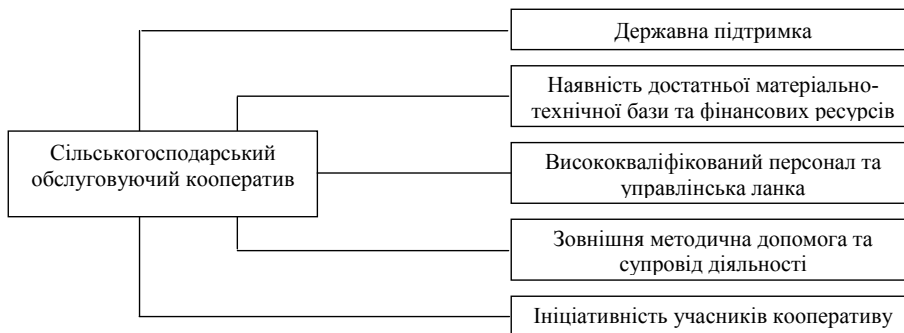 Державна підтримка
Наявність достатньої матеріально-
технічної бази та фінансових ресурсів
Сільськогосподарський
обслуговуючий кооператив
Висококваліфікований персонал та
управлінська ланка
Зовнішня методична допомога та
супровід діяльності
Ініціативність учасників кооперативу